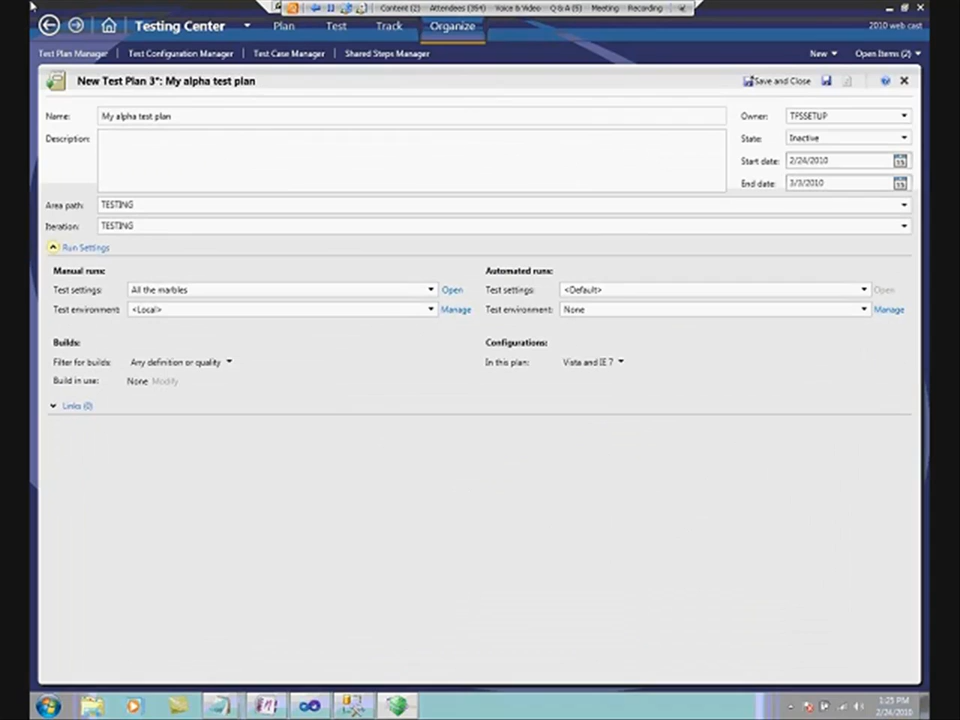 Content (2) Attendees (354) Voice & Video Q & A (5) Meeting Recording
Testing Center Plan Test Track Organize 2010 web cast
Test Plan Manager Test Configuration Manager Test Case Manager Shared Steps Manager New Open Items (2)
New Test Plan 3*: My alpha test plan Save and Close
Name: My alpha test plan Owner: TFSSETUP
Description: State: Inactive
Start date: 2/24/2010
End date: 3/3/2010
Area path: TESTING
Iteration: TESTING
Run Settings
Manual runs: Automated runs:
Test settings: All the marbles Open Test settings: <Default> Open
Test environment: <Local> Manage Test environment: None Manage
Builds: Configurations:
Filter for builds: Any definition or quality In this plan: Vista and IE 7
Build in use: None Modify
Links (0)
1:25 PM
2/24/2010